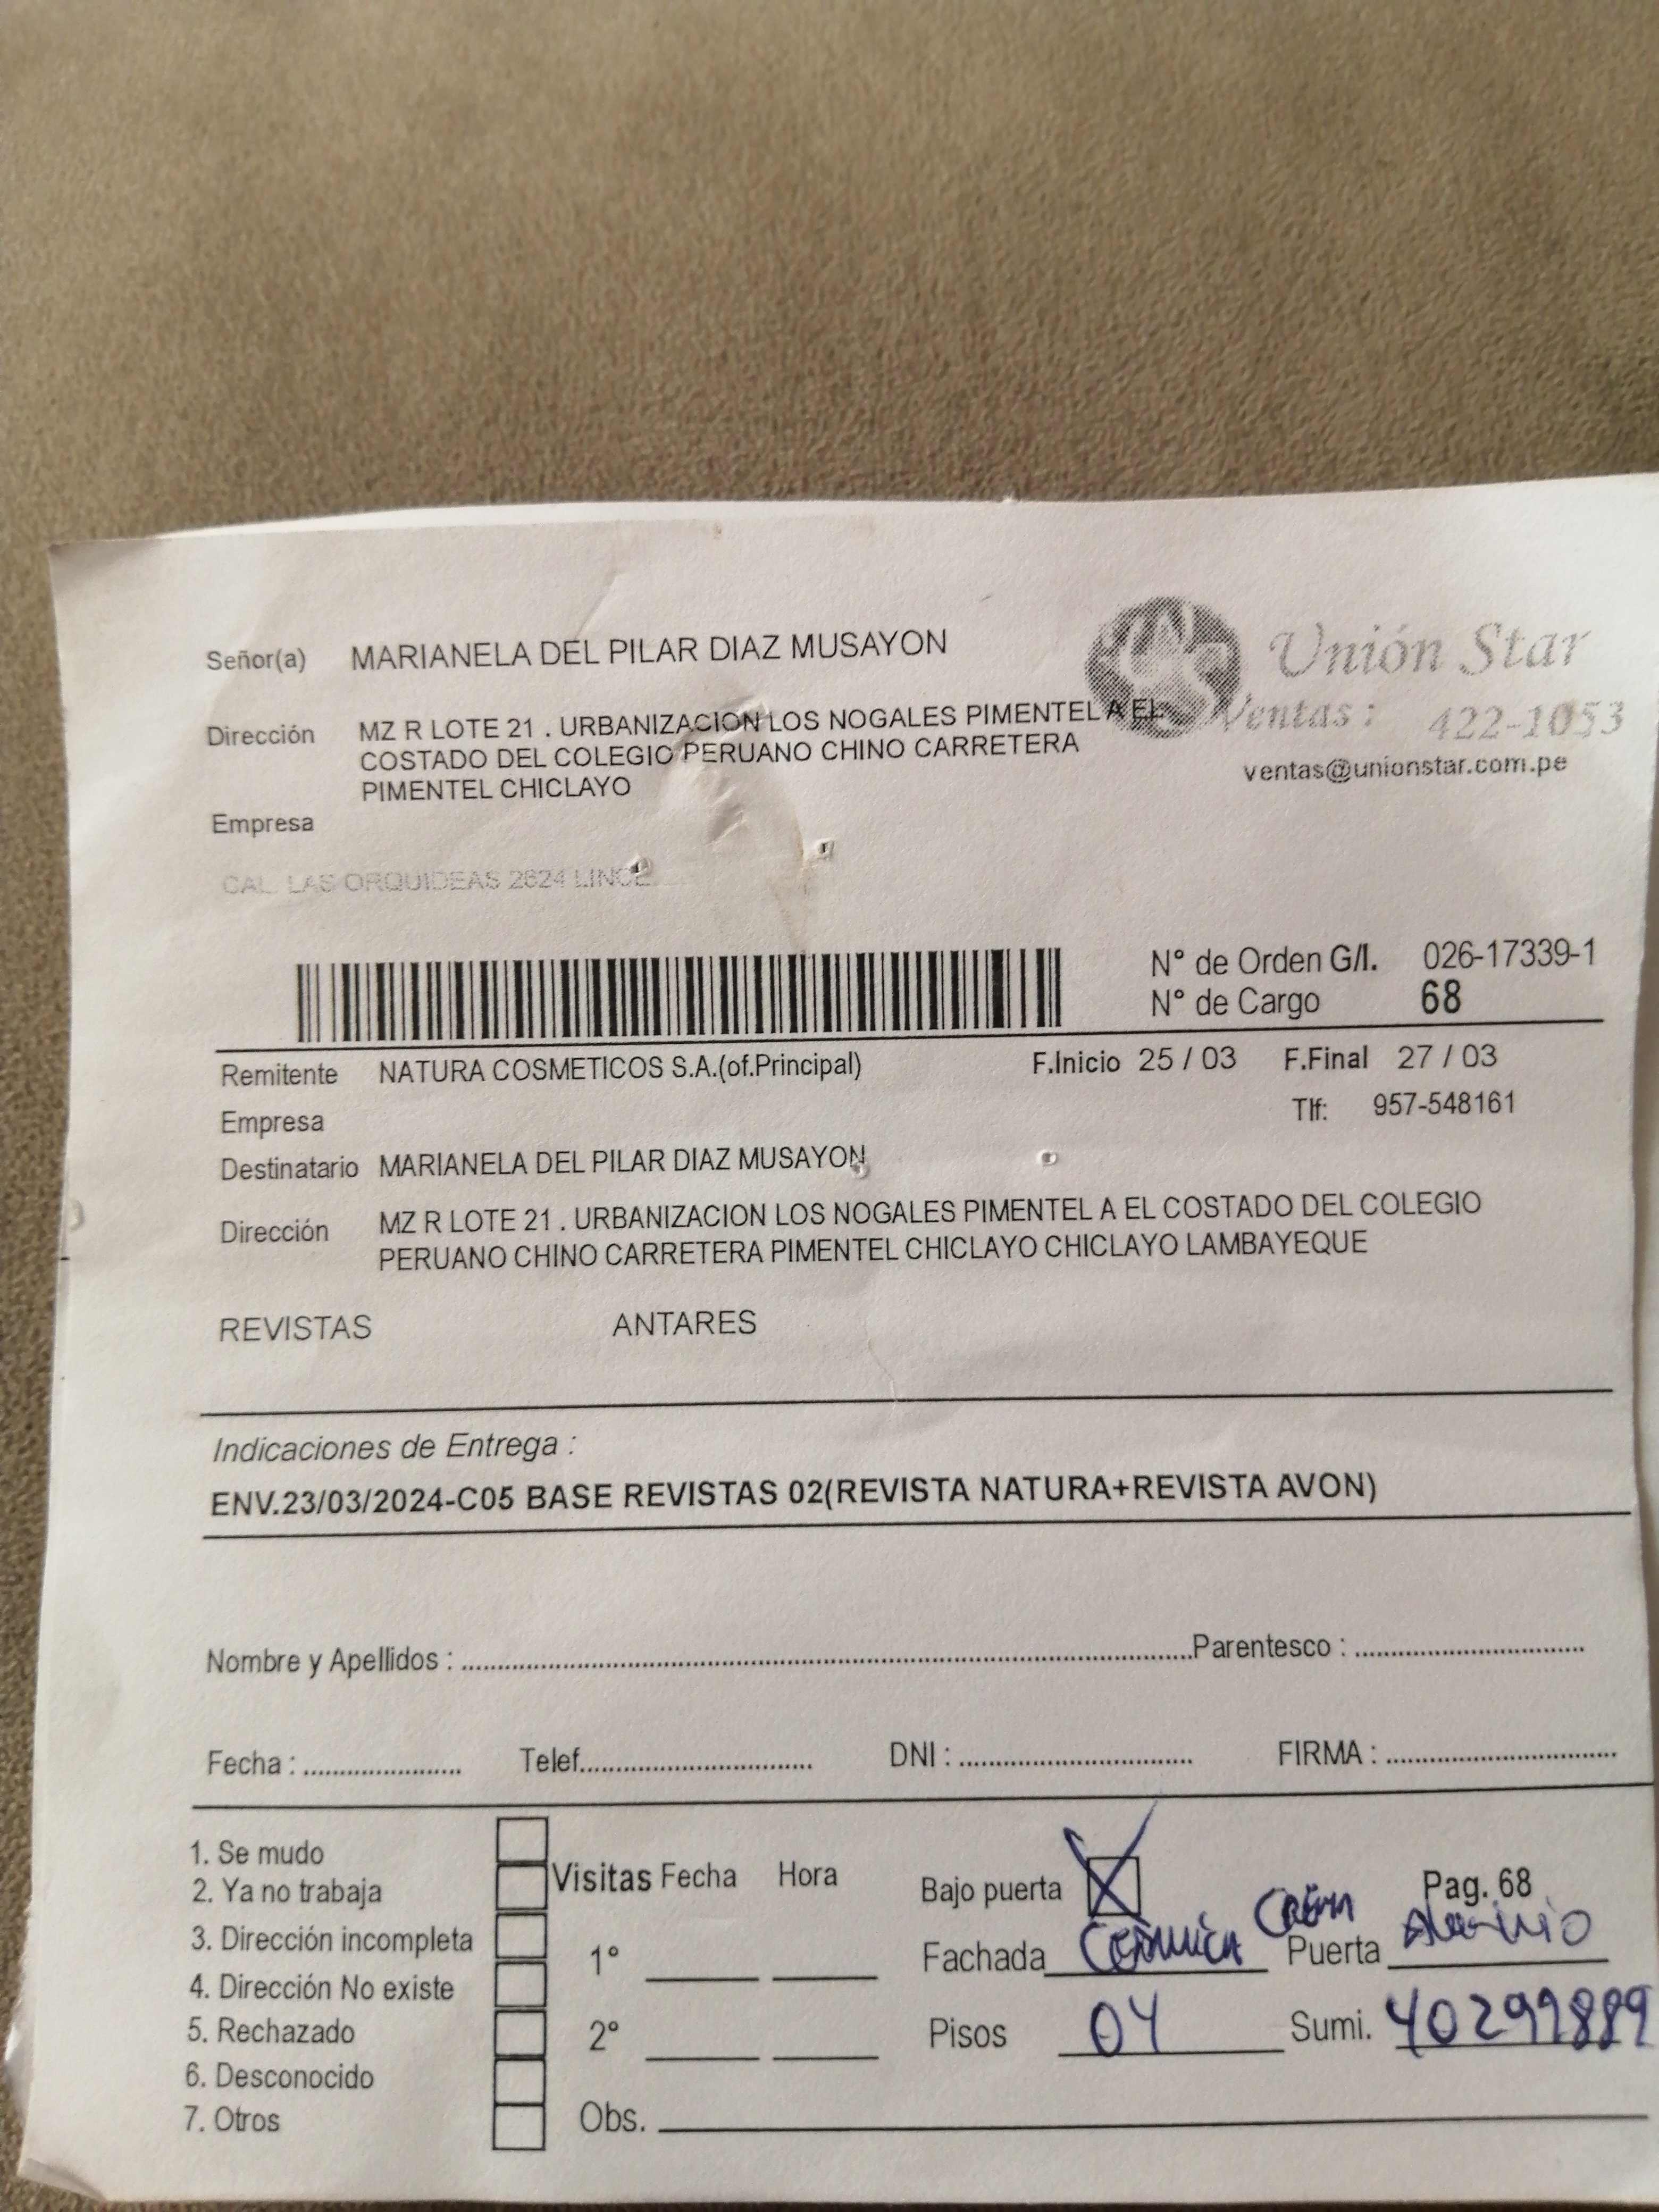 Señor(a) MARIANELA DEL PILAR DIAZ MUSAYON
Unión Star
Dirección MZ R LOTE 21 . URBANIZACION LOS NOGALES PIMENTEL A EL
COSTADO DEL COLEGIO PERUANO CHINO CARRETERA
PIMENTEL CHICLAYO
Ventas : 422-1053
ventas@unionstar.com.pe
Empresa
CAL. LAS ORQUIDEAS 2624 LINCE
N° de Orden G/I. 026-17339-1
N° de Cargo 68
Remitente NATURA COSMETICOS S.A.(of.Principal) F.Inicio 25 / 03 F.Final 27 / 03
Empresa Tlf: 957-548161
Destinatario MARIANELA DEL PILAR DIAZ MUSAYON
Dirección MZ R LOTE 21 . URBANIZACION LOS NOGALES PIMENTEL A EL COSTADO DEL COLEGIO
PERUANO CHINO CARRETERA PIMENTEL CHICLAYO CHICLAYO LAMBAYEQUE
REVISTAS ANTARES
Indicaciones de Entrega :
ENV.23/03/2024-C05 BASE REVISTAS 02(REVISTA NATURA+REVISTA AVON)
Nombre y Apellidos : Parentesco :
Fecha : Telef. DNI : FIRMA :
1. Se mudo
2. Ya no trabaja
3. Dirección incompleta
4. Dirección No existe
5. Rechazado
6. Desconocido
7. Otros
Visitas Fecha Hora
1°
2°
Obs.
Bajo puerta X Pag. 68
Fachada CERAMICA CREMA Puerta
Pisos 04 Sumi. 40299889